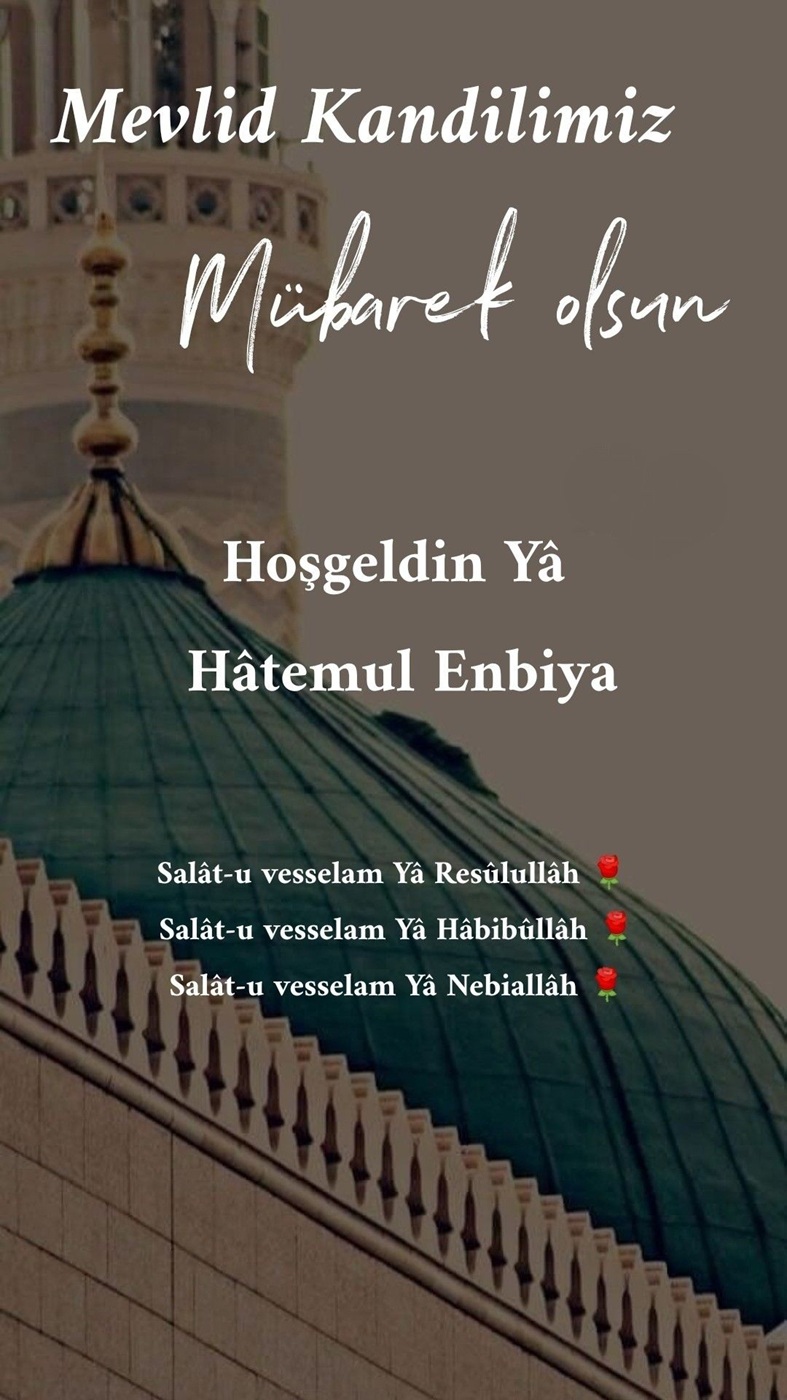 Mevlid Kandilimiz
Mübarek olsun
Hoşgeldin Yâ
Hâtemul Enbiya
Salât-u vesselam Yâ Resûlullâh 🌹
Salât-u vesselam Yâ Hâbibûllâh 🌹
Salât-u vesselam Yâ Nebiallâh 🌹